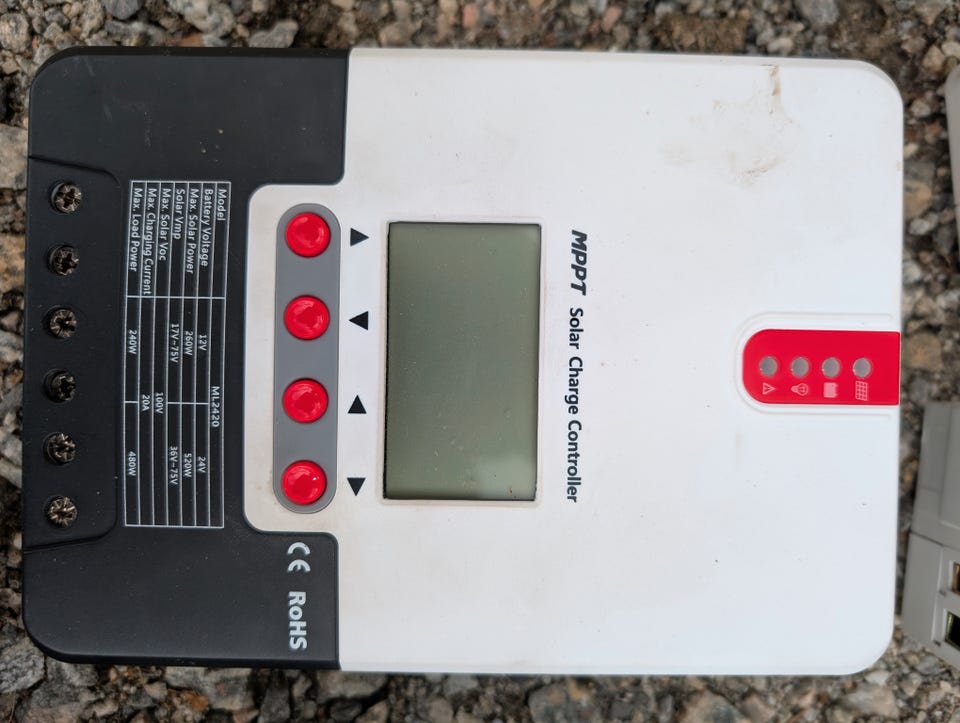 MPPT Solar Charge Controller
Model ML2420
Battery Voltage 12V 24V
Max. Solar Power 260W 520W
Solar Vmp 17V~75V 36V~75V
Max. Solar Voc 100V
Max. Charging Current 20A
Max. Load Power 240W 480W
CE RoHS